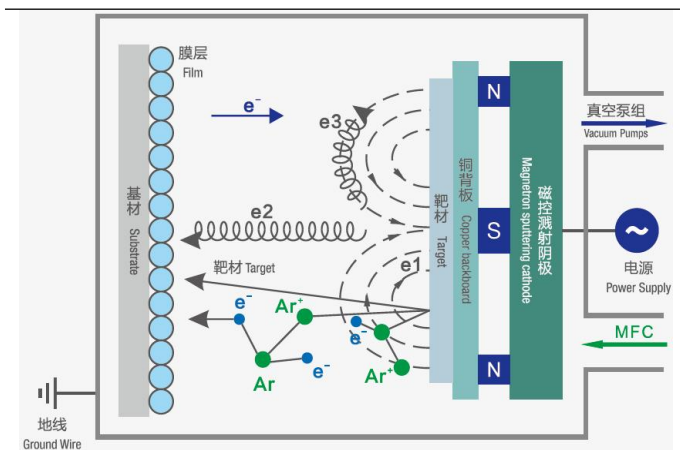 膜层
Film
e⁻
e3
N
真空泵组
Vacuum Pumps
基材 Substrate
e2
靶材 Target
铜背板 Copper backboard
S
磁控溅射阴极
Magnetron sputtering cathode
电源
Power Supply
靶材 Target
e1
e⁻
Ar⁺
e⁻
Ar
e⁻
Ar⁺
N
MFC
地线
Ground Wire